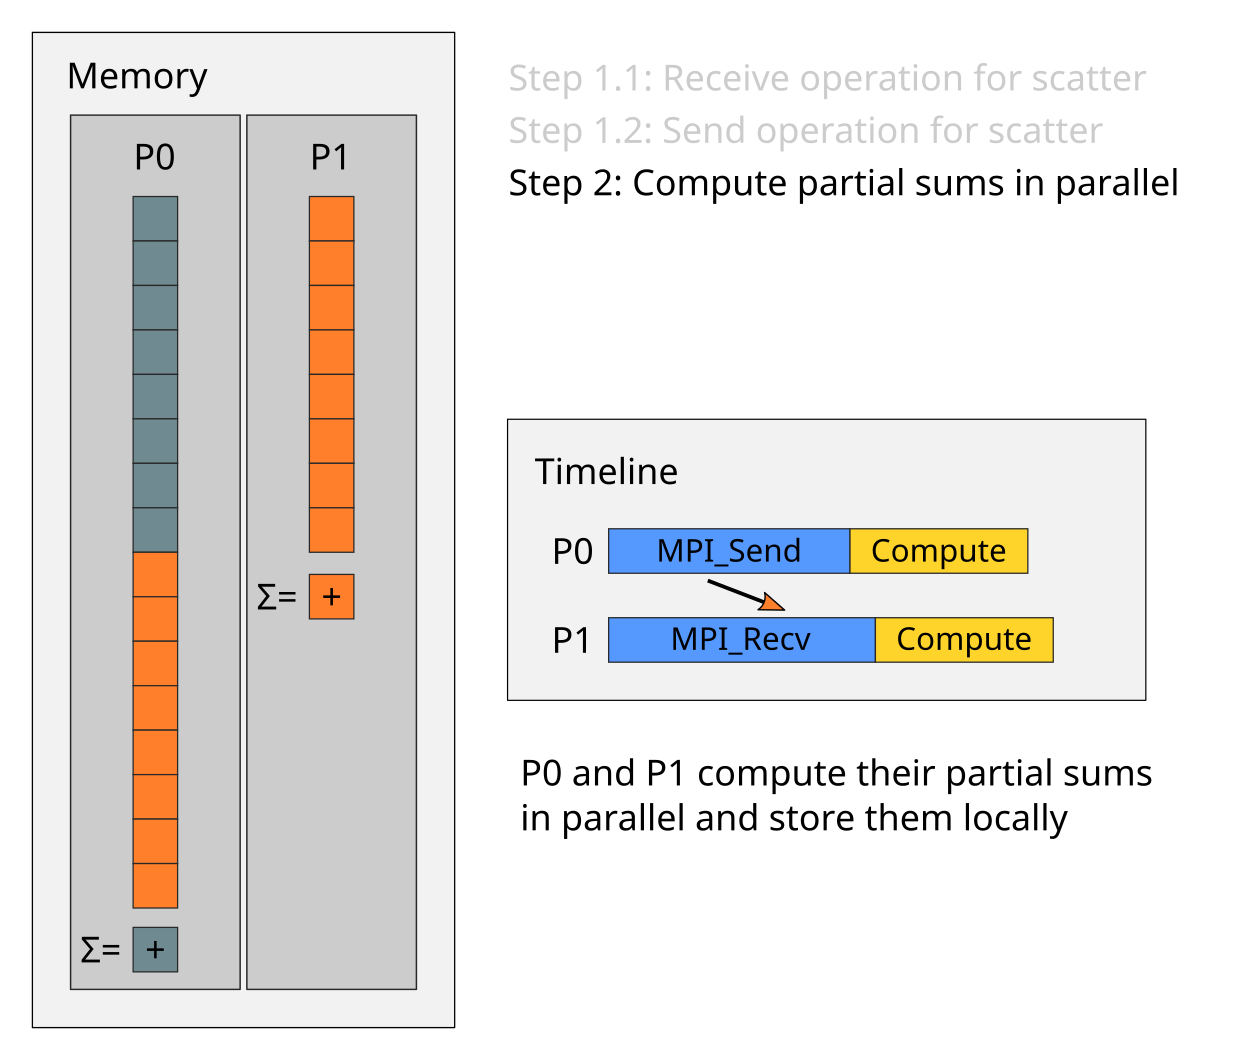 Memory
P0
P1
Σ=
+
Σ=
+
Step 1.1: Receive operation for scatter
Step 1.2: Send operation for scatter
Step 2: Compute partial sums in parallel
Timeline
P0 MPI_Send Compute
P1 MPI_Recv Compute
P0 and P1 compute their partial sums
in parallel and store them locally